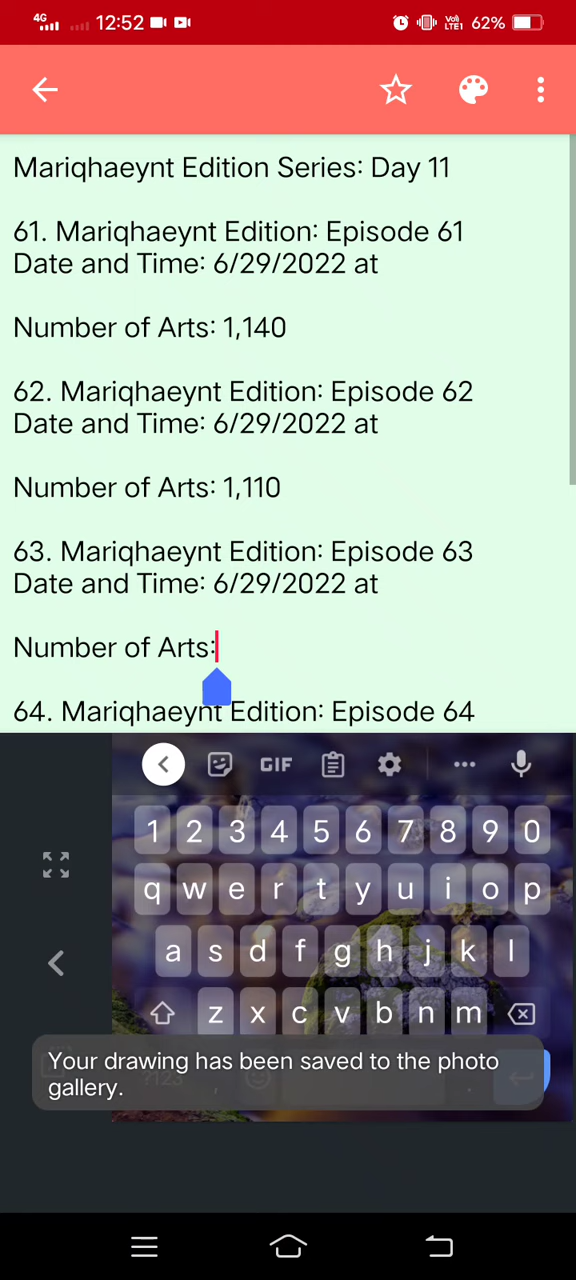 4G 12:52 Vo) LTE1 62%
Mariqhaeynt Edition Series: Day 11
61. Mariqhaeynt Edition: Episode 61
Date and Time: 6/29/2022 at
Number of Arts: 1,140
62. Mariqhaeynt Edition: Episode 62
Date and Time: 6/29/2022 at
Number of Arts: 1,110
63. Mariqhaeynt Edition: Episode 63
Date and Time: 6/29/2022 at
Number of Arts:
64. Mariqhaeynt Edition: Episode 64
GIF
1 2 3 4 5 6 7 8 9 0
q w e r t y u i o p
a s d f g h j k l
z x c v b n m
Your drawing has been saved to the photo
gallery.
?123 , .